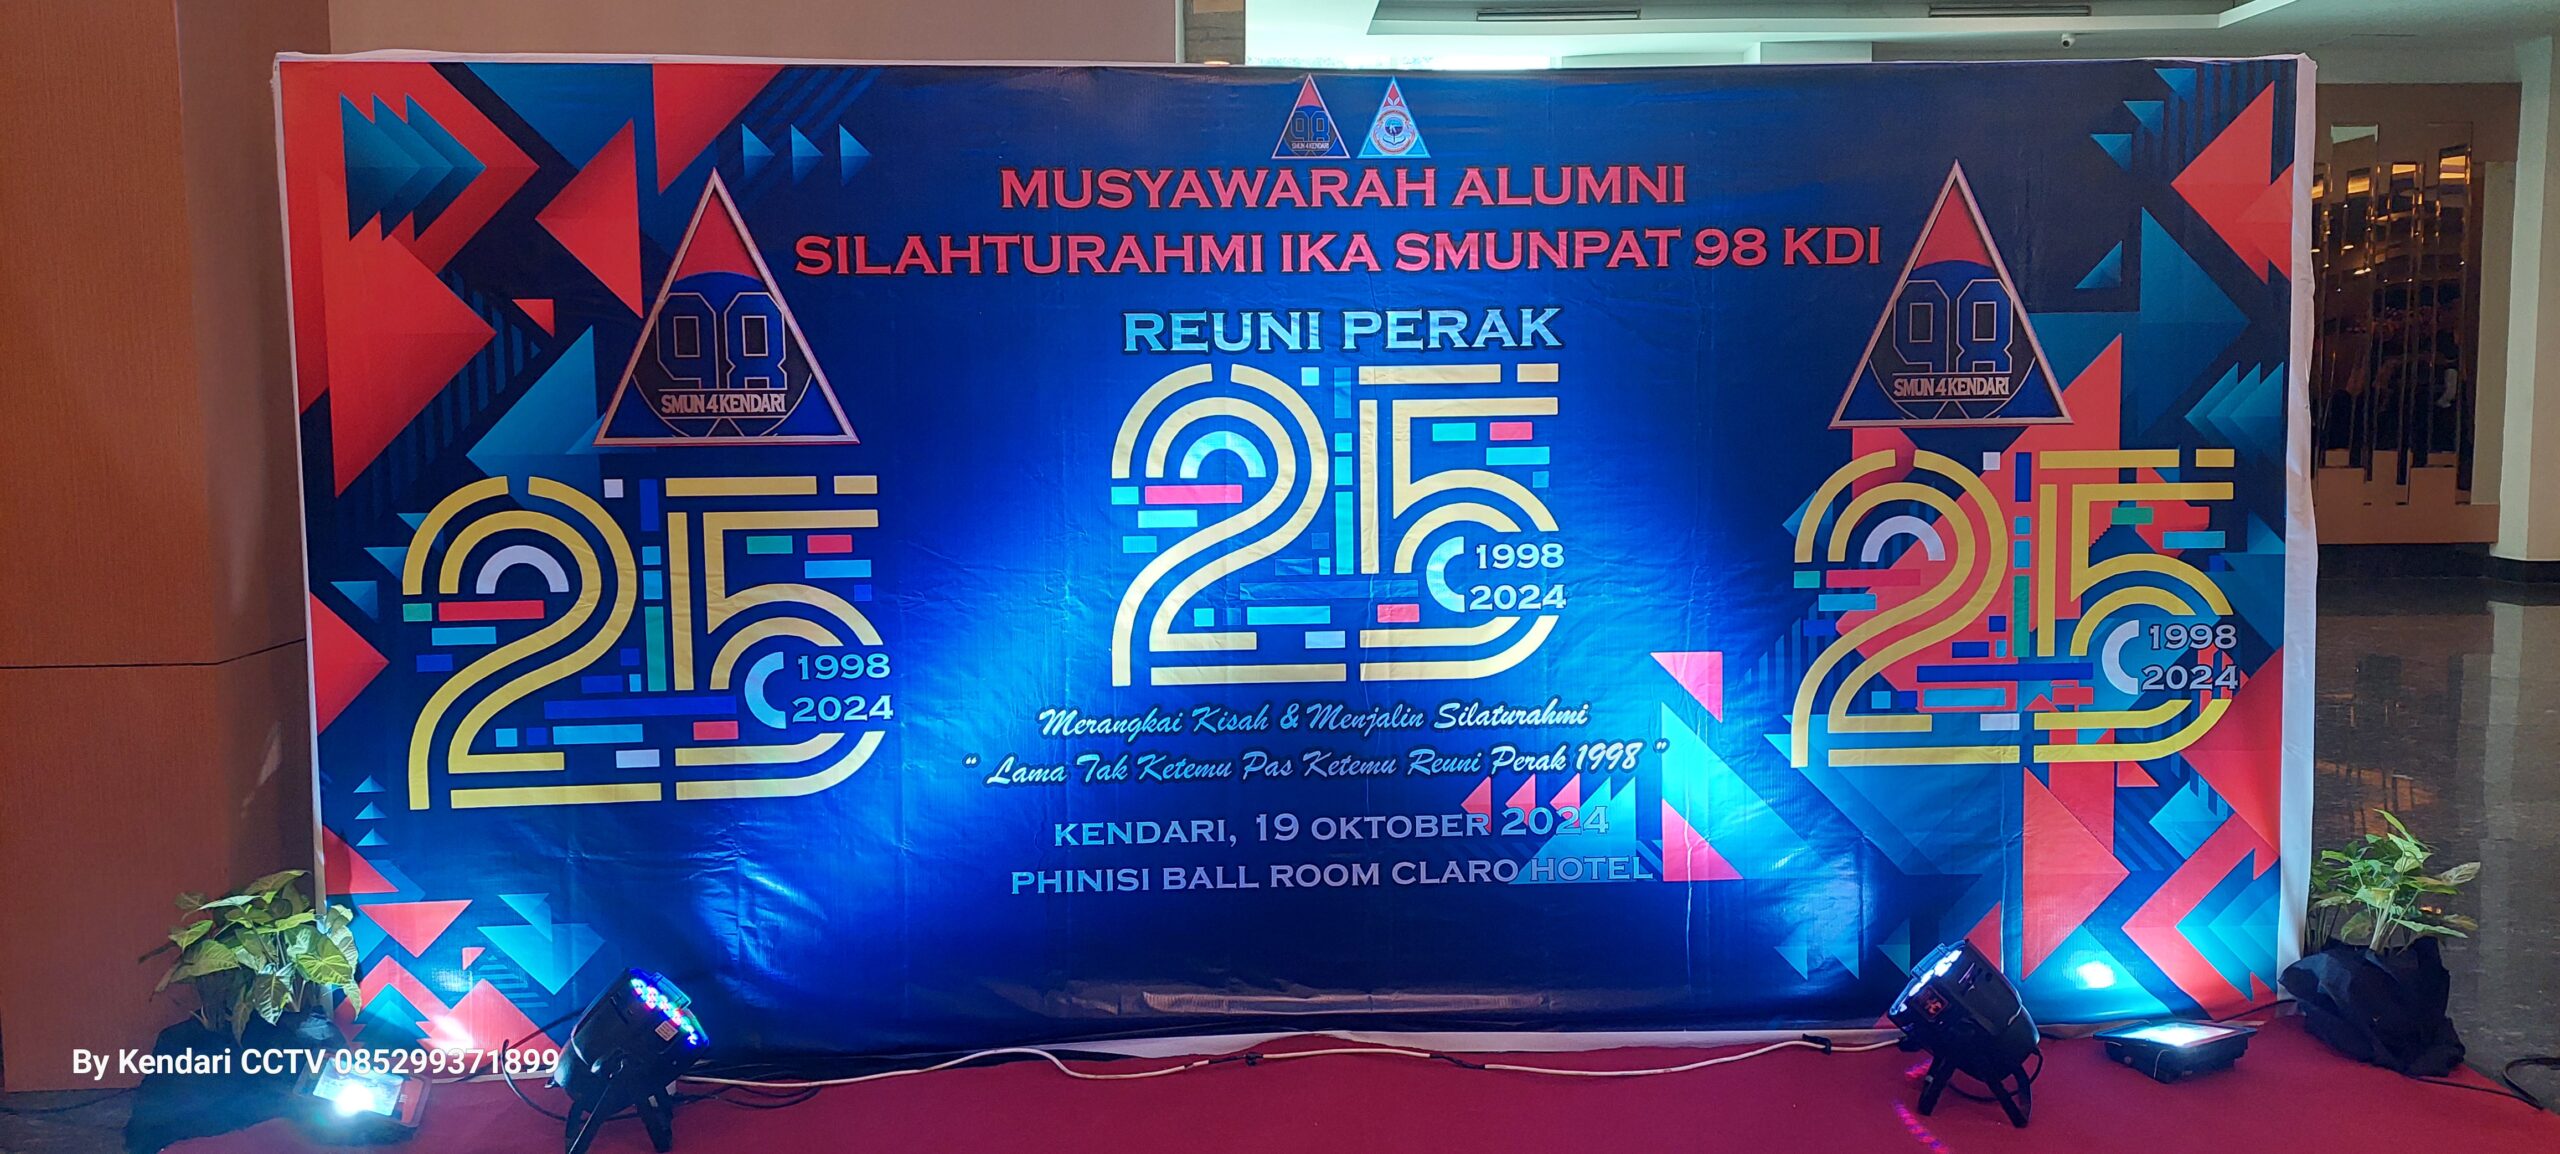 98
SMUN 4 KENDARI
MUSYAWARAH ALUMNI
SILAHTURAHMI IKA SMUNPAT 98 KDI
REUNI PERAK
25
1998
2024
Merangkai Kisah & Menjalin Silaturahmi
" Lama Tak Ketemu Pas Ketemu Reuni Perak 1998 "
KENDARI, 19 OKTOBER 2024
PHINISI BALL ROOM CLARO HOTEL
98
SMUN 4 KENDARI
25
1998
2024
98
SMUN 4 KENDARI
25
1998
2024
By Kendari CCTV 085299371899